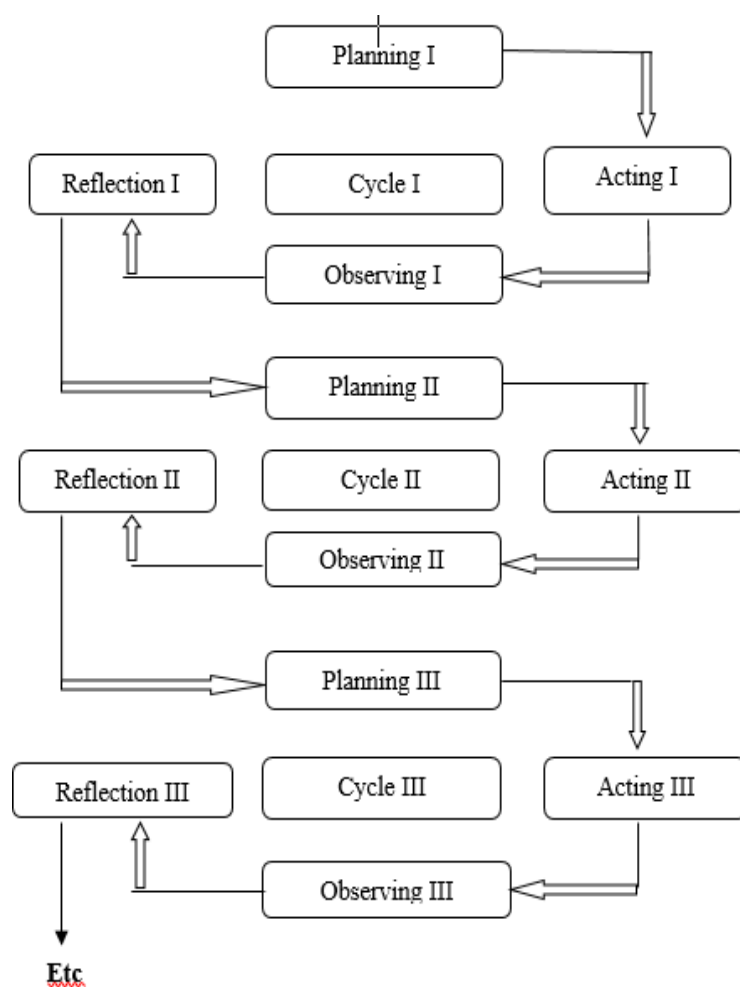 Planning I
Reflection I
Cycle I
Acting I
Observing I
Planning II
Reflection II
Cycle II
Acting II
Observing II
Planning III
Reflection III
Cycle III
Acting III
Observing III
Etc